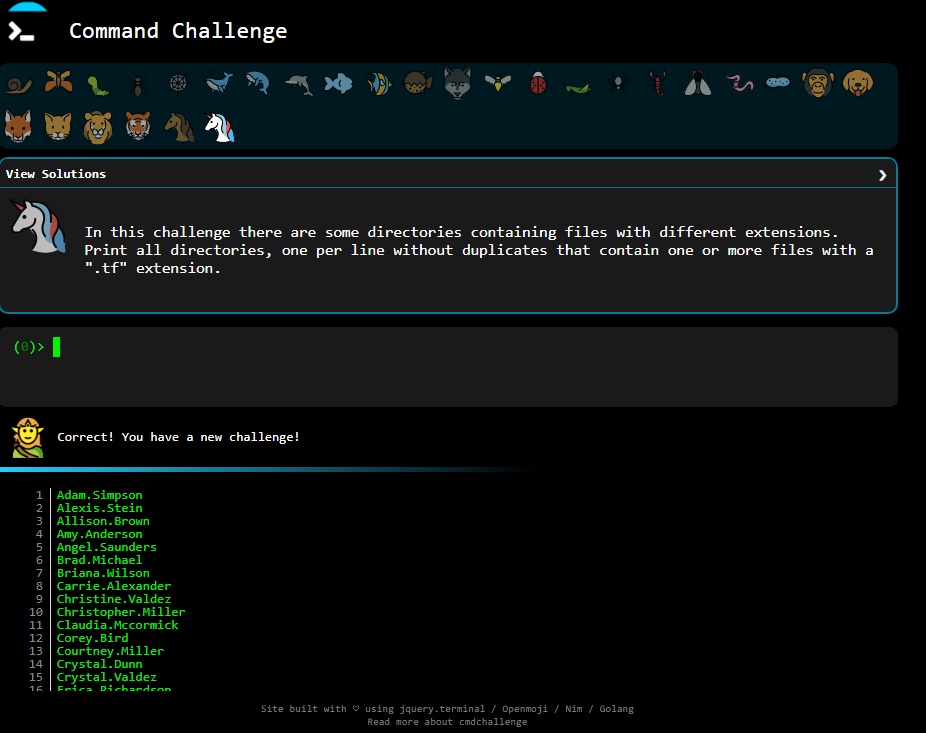 Command Challenge
View Solutions
In this challenge there are some directories containing files with different extensions.
Print all directories, one per line without duplicates that contain one or more files with a
".tf" extension.
(0)>
Correct! You have a new challenge!
1 Adam.Simpson
2 Alexis.Stein
3 Allison.Brown
4 Amy.Anderson
5 Angel.Saunders
6 Brad.Michael
7 Briana.Wilson
8 Carrie.Alexander
9 Christine.Valdez
10 Christopher.Miller
11 Claudia.Mccormick
12 Corey.Bird
13 Courtney.Miller
14 Crystal.Dunn
15 Crystal.Valdez
16 Erica.Richardson
Site built with ♡ using jquery.terminal / Openmoji / Nim / Golang
Read more about cmdchallenge